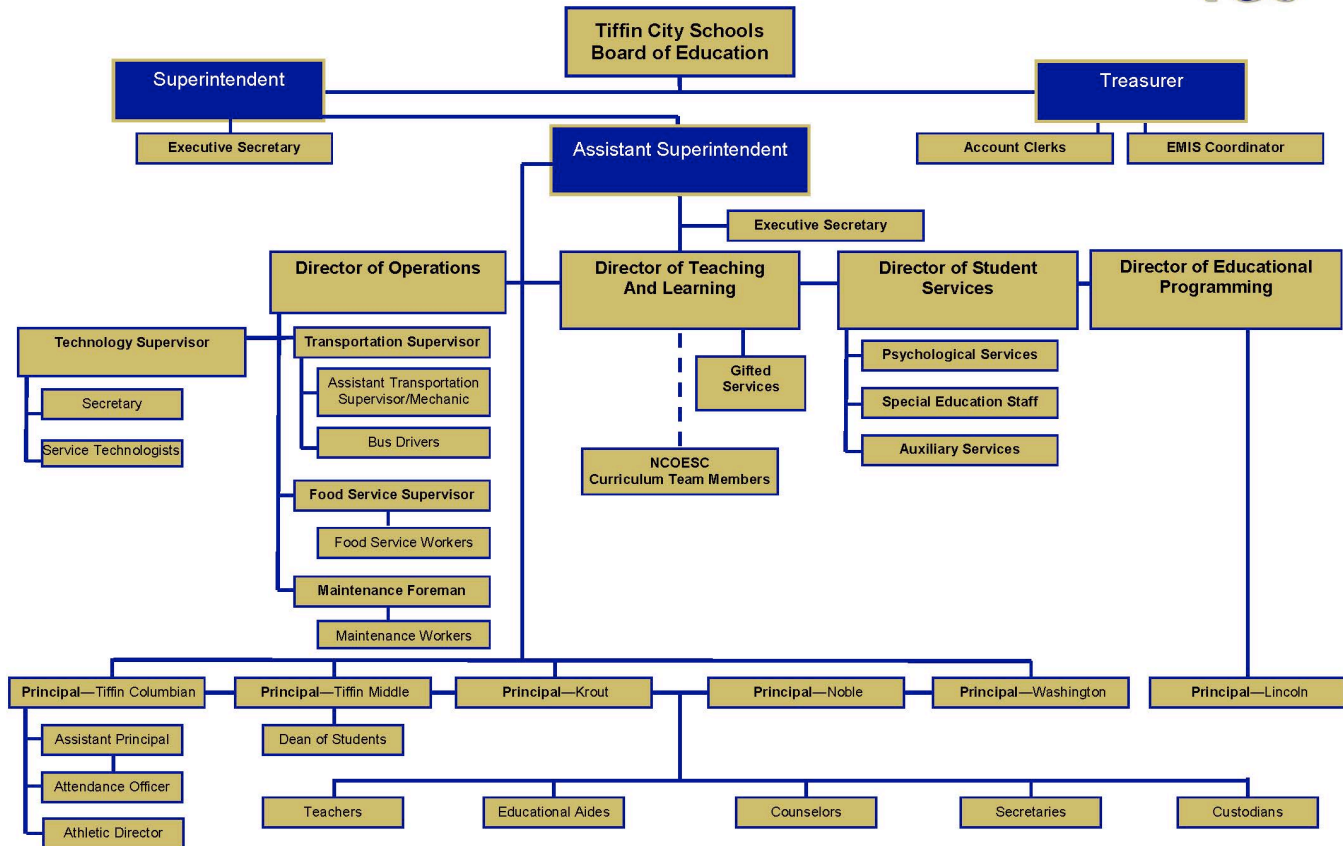 Tiffin City Schools
Board of Education
Superintendent
Treasurer
Executive Secretary
Assistant Superintendent
Account Clerks
EMIS Coordinator
Executive Secretary
Director of Operations
Director of Teaching
And Learning
Director of Student
Services
Director of Educational
Programming
Technology Supervisor
Secretary
Service Technologists
Transportation Supervisor
Assistant Transportation
Supervisor/Mechanic
Bus Drivers
Food Service Supervisor
Food Service Workers
Maintenance Foreman
Maintenance Workers
Gifted
Services
NCOESC
Curriculum Team Members
Psychological Services
Special Education Staff
Auxiliary Services
Principal—Tiffin Columbian
Principal—Tiffin Middle
Principal—Krout
Principal—Noble
Principal—Washington
Principal—Lincoln
Assistant Principal
Attendance Officer
Athletic Director
Dean of Students
Teachers
Educational Aides
Counselors
Secretaries
Custodians